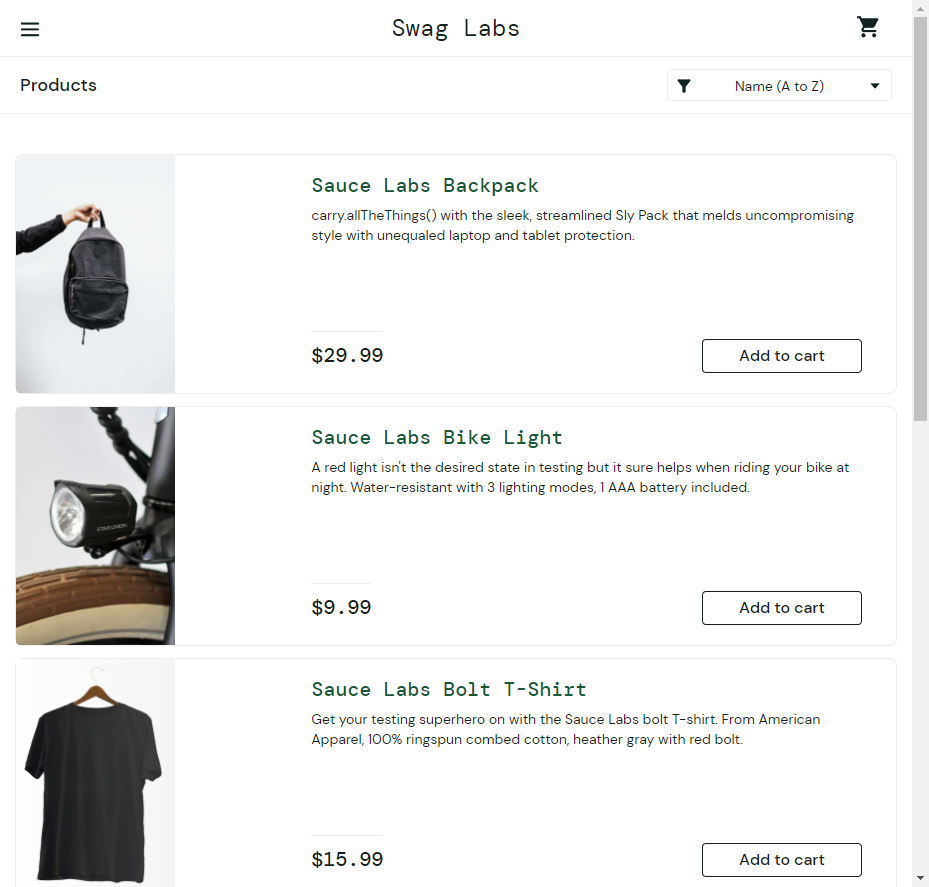 Swag Labs
Products
Name (A to Z)
Sauce Labs Backpack
carry.allTheThings() with the sleek, streamlined Sly Pack that melds uncompromising
style with unequaled laptop and tablet protection.
$29.99
Add to cart
Sauce Labs Bike Light
A red light isn't the desired state in testing but it sure helps when riding your bike at
night. Water-resistant with 3 lighting modes, 1 AAA battery included.
$9.99
Add to cart
Sauce Labs Bolt T-Shirt
Get your testing superhero on with the Sauce Labs bolt T-shirt. From American
Apparel, 100% ringspun combed cotton, heather gray with red bolt.
$15.99
Add to cart